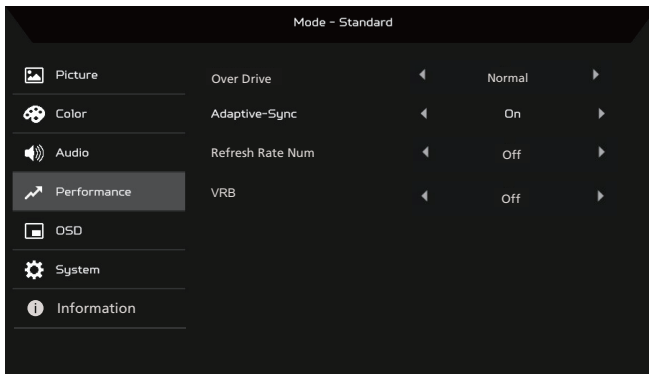 Mode - Standard
Picture
Color
Audio
Performance
OSD
System
Information
Over Drive Normal
Adaptive-Sync On
Refresh Rate Num Off
VRB Off